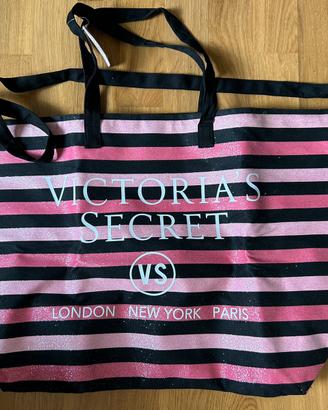 VICTORIA'S
SECRET
VS
LONDON NEW YORK PARIS